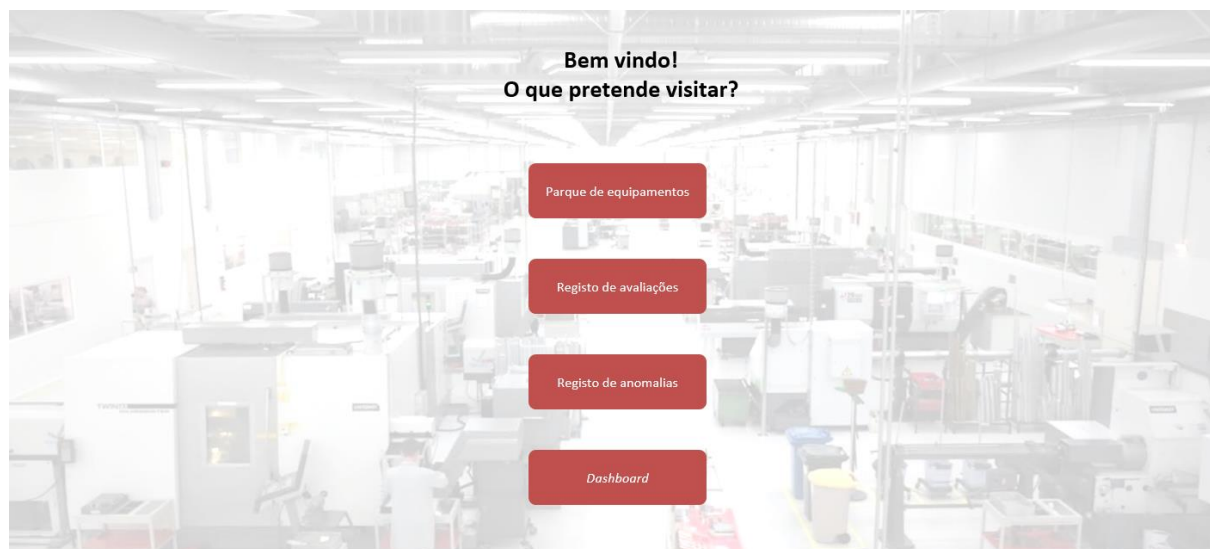 Bem vindo!
O que pretende visitar?
Parque de equipamentos
Registo de avaliações
Registo de anomalias
Dashboard